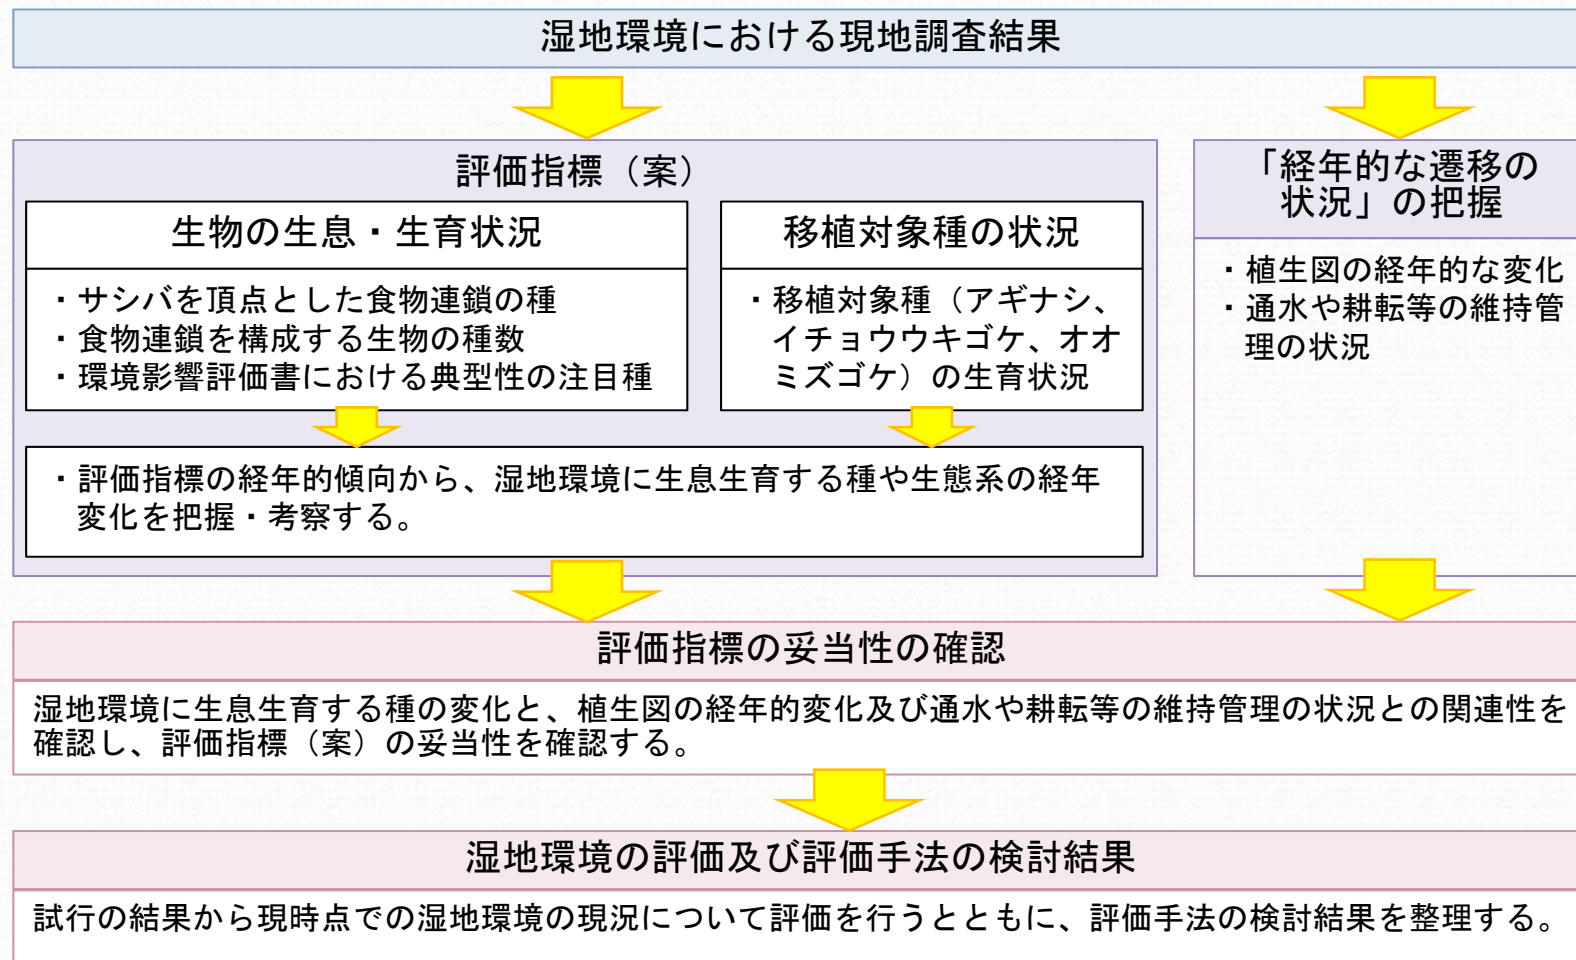 湿地環境における現地調査結果
評価指標（案）
生物の生息・生育状況
・サシバを頂点とした食物連鎖の種
・食物連鎖を構成する生物の種数
・環境影響評価書における典型性の注目種
移植対象種の状況
・移植対象種（アギナシ、
イチョウウキゴケ、オオ
ミズゴケ）の生育状況
・評価指標の経年的傾向から、湿地環境に生息生育する種や生態系の経年
変化を把握・考察する。
「経年的な遷移の
状況」の把握
・植生図の経年的な変化
・通水や耕転等の維持管
理の状況
評価指標の妥当性の確認
湿地環境に生息生育する種の変化と、植生図の経年的変化及び通水や耕転等の維持管理の状況との関連性を
確認し、評価指標（案）の妥当性を確認する。
湿地環境の評価及び評価手法の検討結果
試行の結果から現時点での湿地環境の現況について評価を行うとともに、評価手法の検討結果を整理する。